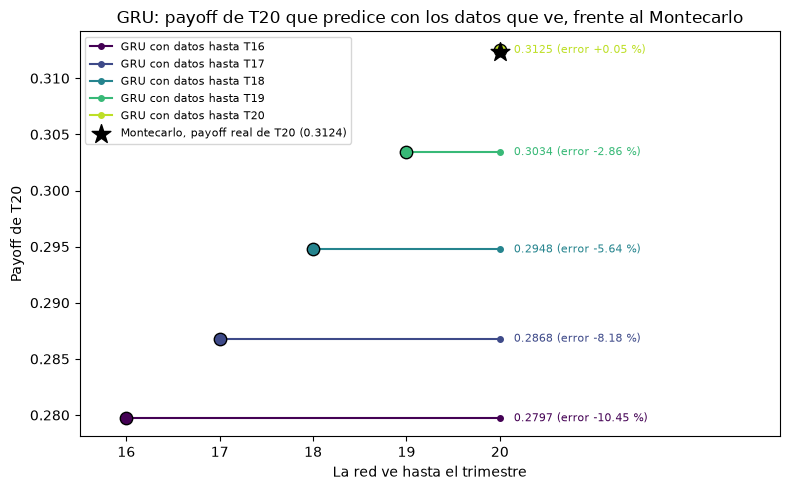 GRU: payoff de T20 que predice con los datos que ve, frente al Montecarlo
GRU con datos hasta T16
GRU con datos hasta T17
GRU con datos hasta T18
GRU con datos hasta T19
GRU con datos hasta T20
Montecarlo, payoff real de T20 (0.3124)
0.3125 (error +0.05 %)
0.3034 (error -2.86 %)
0.2948 (error -5.64 %)
0.2868 (error -8.18 %)
0.2797 (error -10.45 %)
Payoff de T20
0.310
0.305
0.300
0.295
0.290
0.285
0.280
16 17 18 19 20
La red ve hasta el trimestre